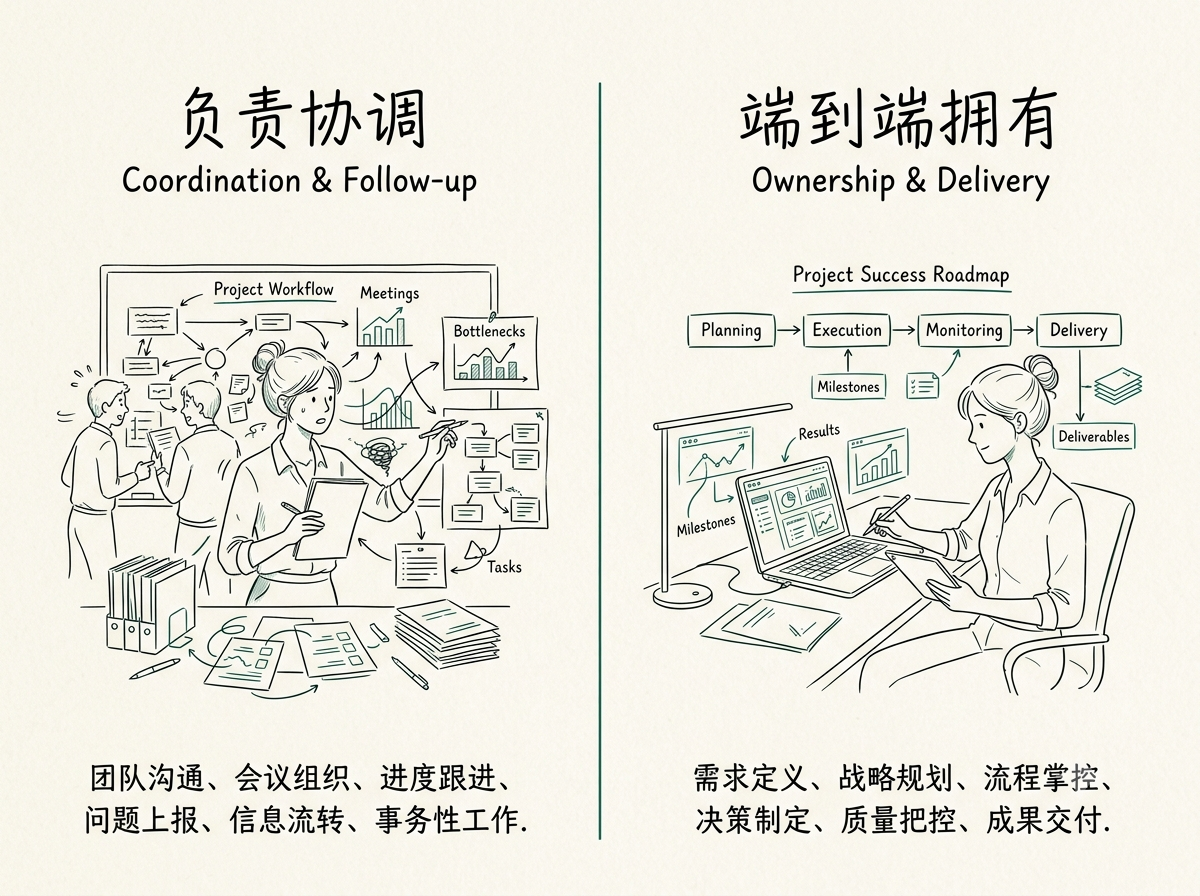 负责协调
Coordination & Follow-up
Project Workflow
Meetings
Bottlenecks
Tasks
团队沟通、会议组织、进度跟进、
问题上报、信息流转、事务性工作.
端到端拥有
Ownership & Delivery
Project Success Roadmap
Planning
Execution
Monitoring
Delivery
Milestones
Deliverables
Results
Milestones
需求定义、战略规划、流程掌控、
决策制定、质量把控、成果交付.